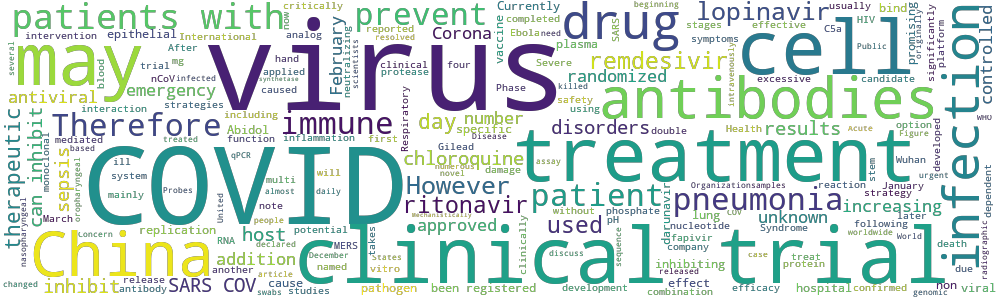 patients with
prevent
drug
lopinavir
may
virus
cell
infection
antiviral
emergency
February
Corona
remdesivir
randomized
antibodies
controlled
Therefore
immune
day
number
disorders
results
therapeutic
can inhibit
sepsis
COVID
chloroquine
treatment
However
ritonavir
patient
pneumonia
unknown
increasing
China
approved
used
clinical trial
inhibit
SARS COV
addition
been registered
critically
usually
HIV
Public
Currently
completed
Ebola
need
plasma
SARS
beginning
stages
effective
symptoms
bind
C5a
promising
originally
significantly
platform
several
intervention
epithelial
now
International
analog
reported
resolved
vaccine
scientists
Severe
After
mg
trial
nCoV
infected
hand
applied
clinical
four
protease
neutralizing
Phase
killed
safety
using
intravenously
excessive
candidate
blood
strategies
caused
synthetase
interaction
including
Abidol
function
mediated
based
inflammation
first
specific
Disease
Respiratory
Gilead
damage
numerous
novel
assay
double
Health
Acute
option
Figure
Wuhan
developed
WHO
urgent
monoclonal
oropharyngeal
ill
system
mainly
qPCR
treated
Probes
almost
multi
daily
will
host
note
people
potential
declared
United
March
nasopharyngeal
Concern
replication
RNA
MERS
December
States
named
takes
vitro
another
cause
article
swabs
studies
release
antibody
changed
pathogen
mechanistically
clinically
discuss
without
pH
phosphate
nucleotide
company
sequence
development
inhibiting
released
effect
combination
efficacy
lung
COV
favipir
darunavir
Organizationsamples
Syndrome
case
treat
protein
hospital
stem
reaction
January
strategy
later
following
World
worldwide
death
due
confirmed
genomic
non
viral
dependent
radiographic